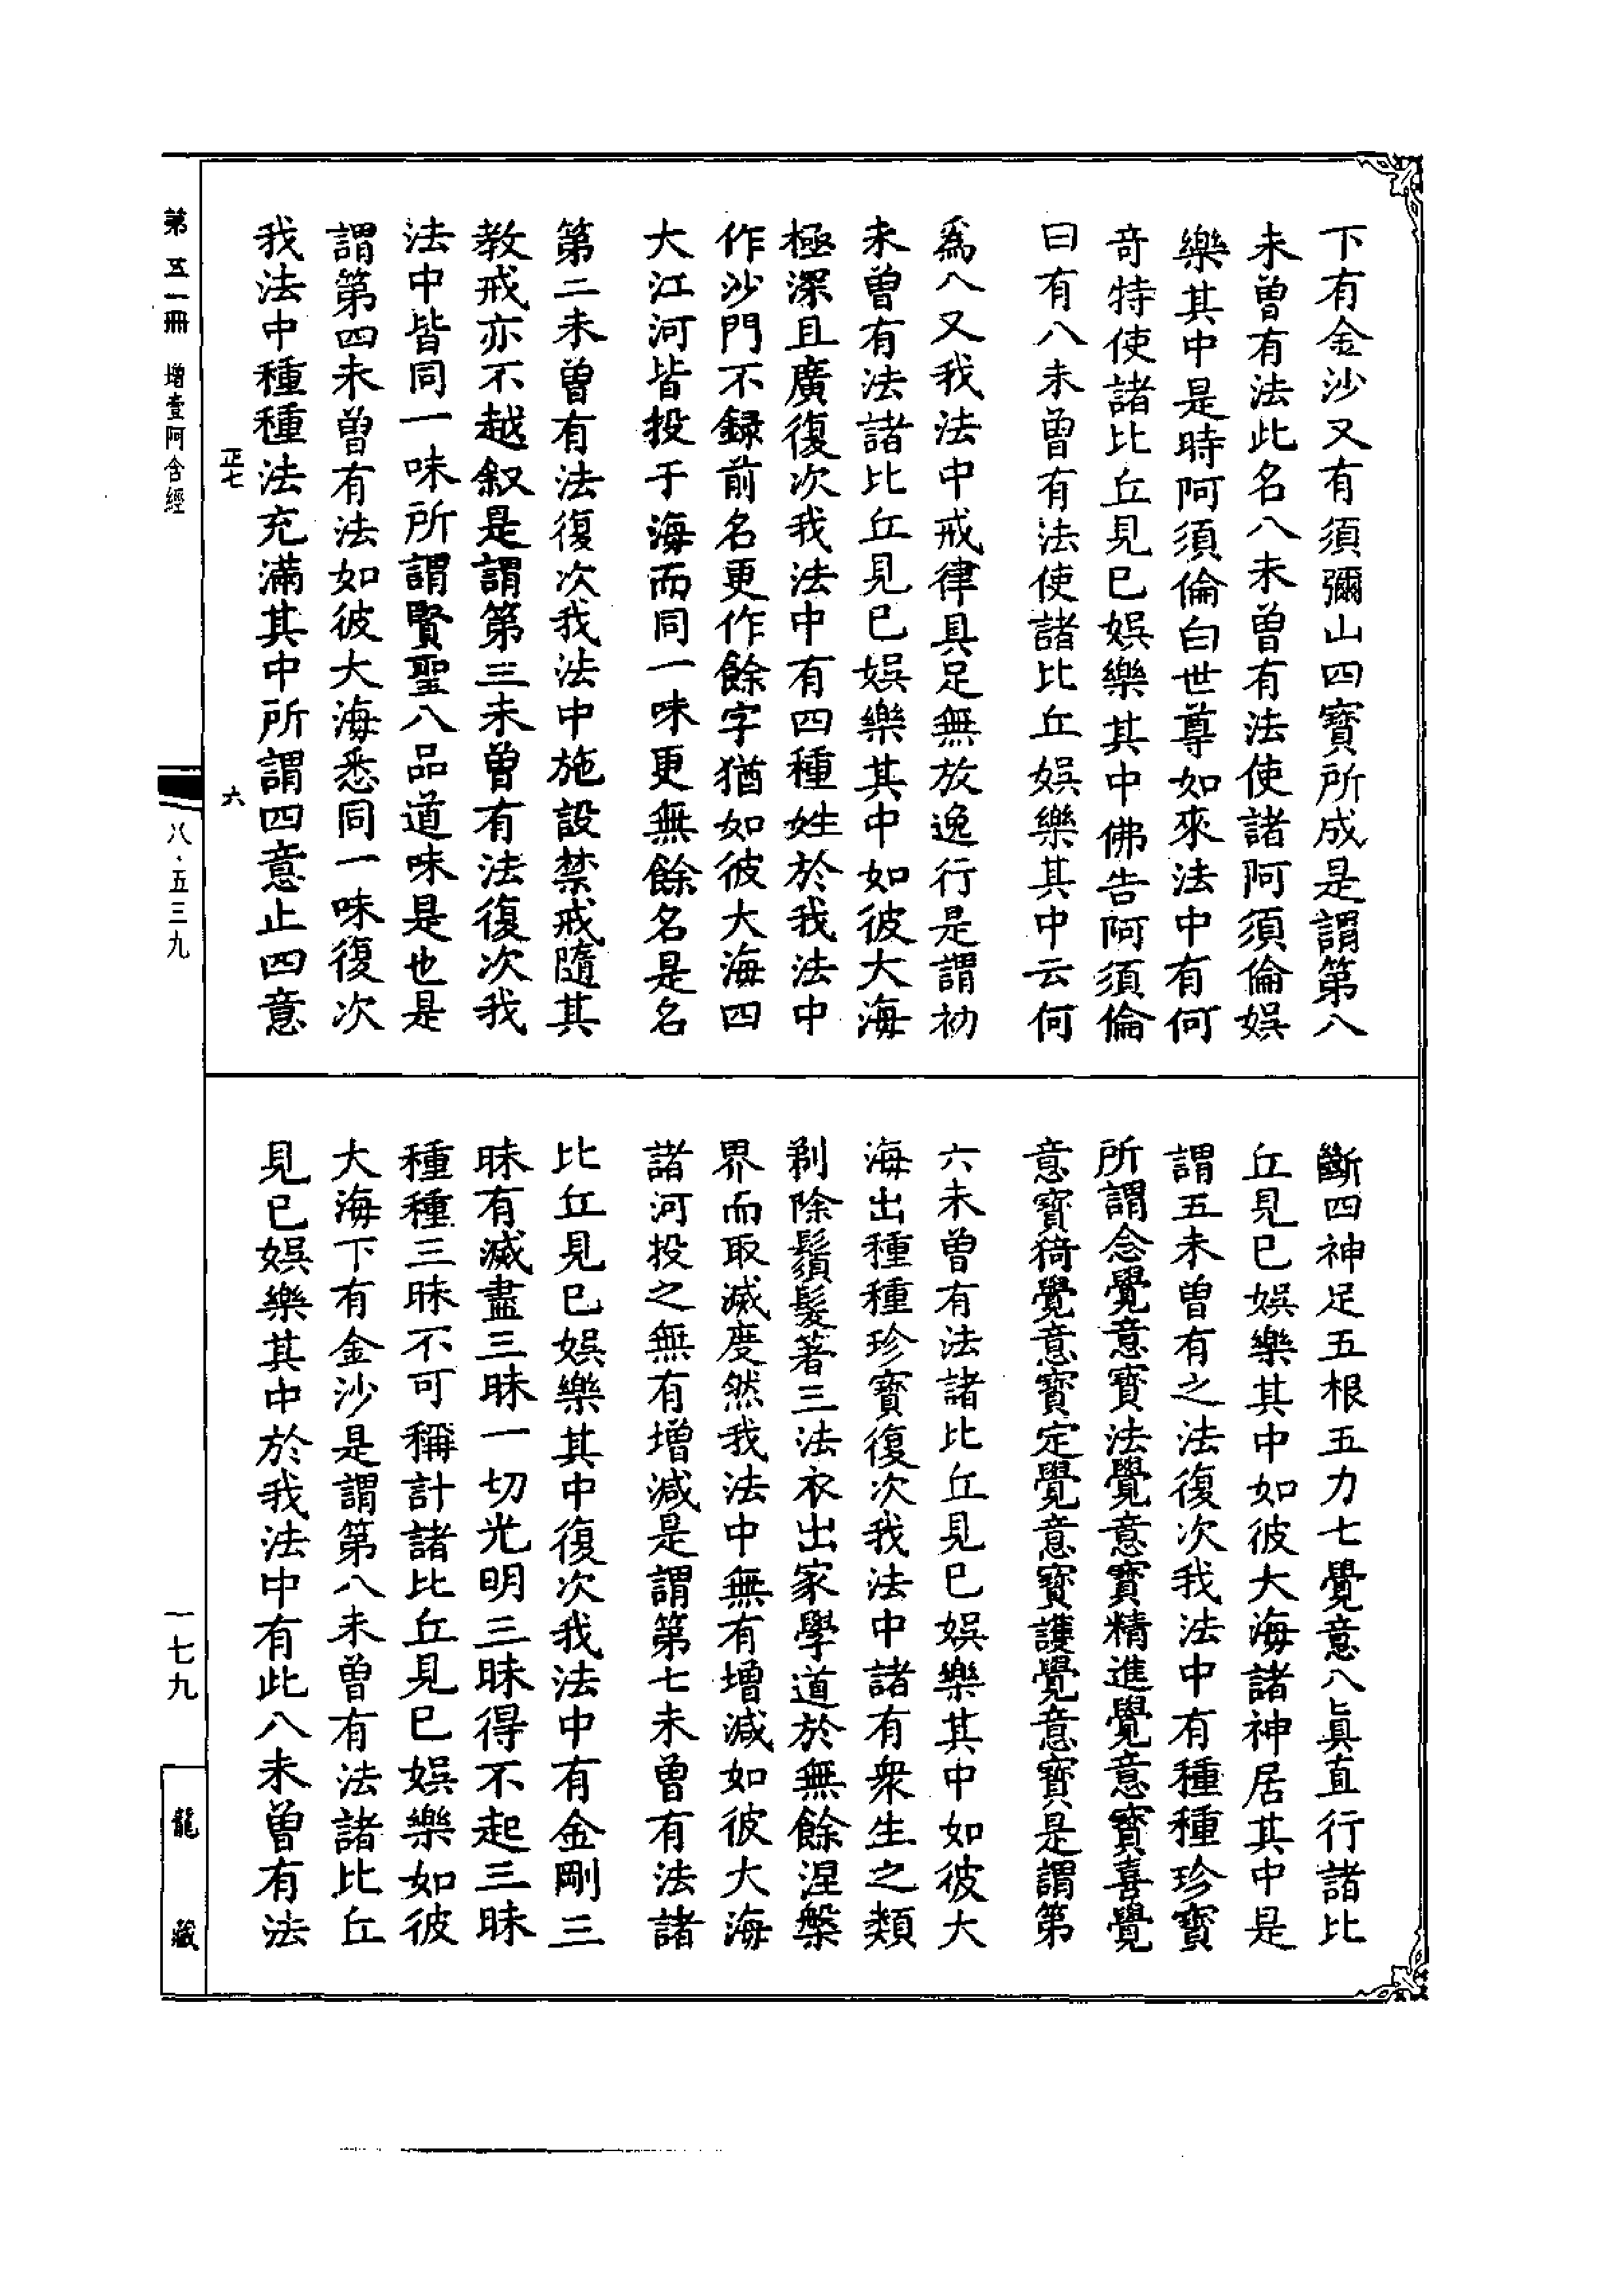 下有金沙又有須彌山四寶所成是謂第八
未曾有法此名八未曾有法使諸阿須倫娛
樂其中是時阿須倫白世尊如來法中有何
奇特使諸比丘見已娛樂其中佛告阿須倫
曰有八未曾有法使諸比丘娛樂其中云何
爲八又我法中戒律具足無放逸行是謂初
未曾有法諸比丘見已娛樂其中如彼大海
極深且廣復次我法中有四種姓於我法中
作沙門不錄前名更作餘字猶如彼大海四
大江河皆投于海而同一味更無餘名是名
第二未曾有法復次我法中施設禁戒隨其
教戒亦不越叙是謂第三未曾有法復次我
法中皆同一味所謂賢聖八品道味是也是
謂第四未曾有法如彼大海悉同一味復次
我法中種種法充滿其中所謂四意止四意
斷四神足五根五力七覺意八眞直行諸比
丘見已娛樂其中如彼大海諸神居其中是
謂五未曾有之法復次我法中有種種珍寶
所謂念覺意寶法覺意寶精進覺意寶喜覺
意寶猗覺意寶定覺意寶護覺意寶是謂第
六未曾有法諸比丘見已娛樂其中如彼大
海出種種珍寶復次我法中諸有衆生之類
剃除鬚髮著三法衣出家學道於無餘涅槃
界而取滅度然我法中無有增減如彼大海
諸河投之無有增減是謂第七未曾有法諸
比丘見已娛樂其中復次我法中有金剛三
昧有滅盡三昧一切光明三昧得不起三昧
種種三昧不可稱計諸比丘見已娛樂如彼
大海下有金沙是謂第八未曾有法諸比丘
見已娛樂其中於我法中有此八未曾有法
正七 六
第五一冊 增壹阿含經 八·五三九 一七九 龍藏